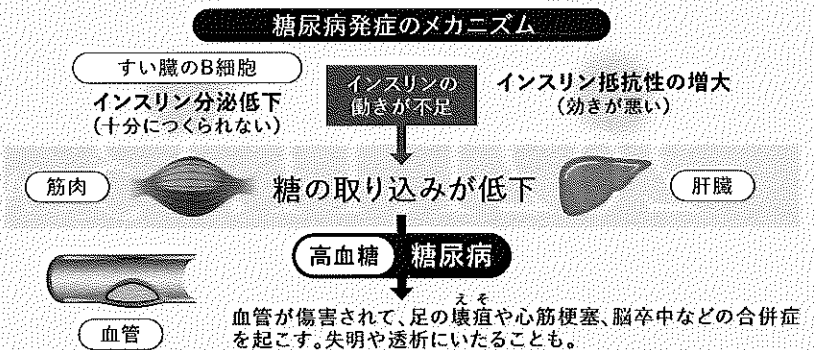 糖尿病発症のメカニズム
すい臓のB細胞
インスリン分泌低下
(十分につくられない)
インスリンの
働きが不足
インスリン抵抗性の増大
(効きが悪い)
筋肉
糖の取り込みが低下
肝臓
高血糖 糖尿病
血管
えそ
血管が傷害されて、足の壊疽や心筋梗塞、脳卒中などの合併症
を起こす。失明や透析にいたることも。